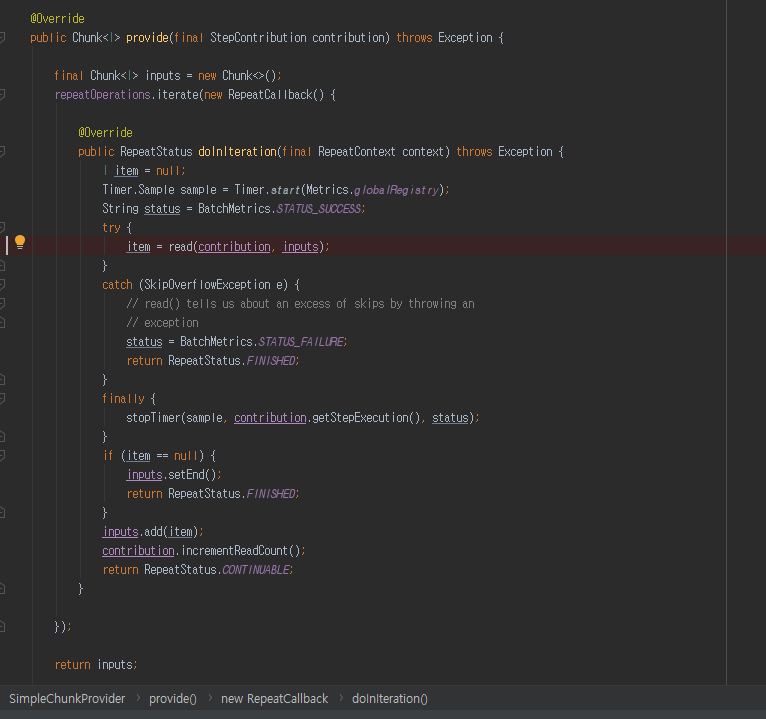 @Override
public Chunk<I> provide(final StepContribution contribution) throws Exception {
final Chunk<I> inputs = new Chunk<>();
repeatOperations.iterate(new RepeatCallback() {
@Override
public RepeatStatus doInIteration(final RepeatContext context) throws Exception {
I item = null;
Timer.Sample sample = Timer.start(Metrics.globalRegistry);
String status = BatchMetrics.STATUS_SUCCESS;
try {
item = read(contribution, inputs);
}
catch (SkipOverflowException e) {
// read() tells us about an excess of skips by throwing an
// exception
status = BatchMetrics.STATUS_FAILURE;
return RepeatStatus.FINISHED;
}
finally {
stopTimer(sample, contribution.getStepExecution(), status);
}
if (item == null) {
inputs.setEnd();
return RepeatStatus.FINISHED;
}
inputs.add(item);
contribution.incrementReadCount();
return RepeatStatus.CONTINUABLE;
}
});
return inputs;
SimpleChunkProvider > provide() > new RepeatCallback > doInIteration()